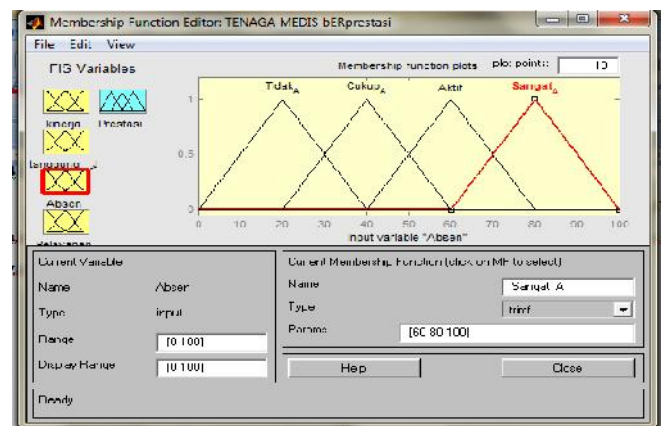 Membership Function Editor: TENAGA MEDIS bERprestasi
File Edit View
FIS Variables
kinerja
Prestasi
Absen
Membership function plots
plot points:
Tidak_A
Cukup_A
Aktif
Sangat_A
1
0.5
0
0 10 20 30 40 50 60 70 80 90 100
input variable "Absen"
Current Variable
Name Absen
Type input
Range [0 100]
Display Range [0 100]
Current Membership Function (click on MF to select)
Name Sangat_A
Type trimf
Params [60 80 100]
Help
Close
Ready